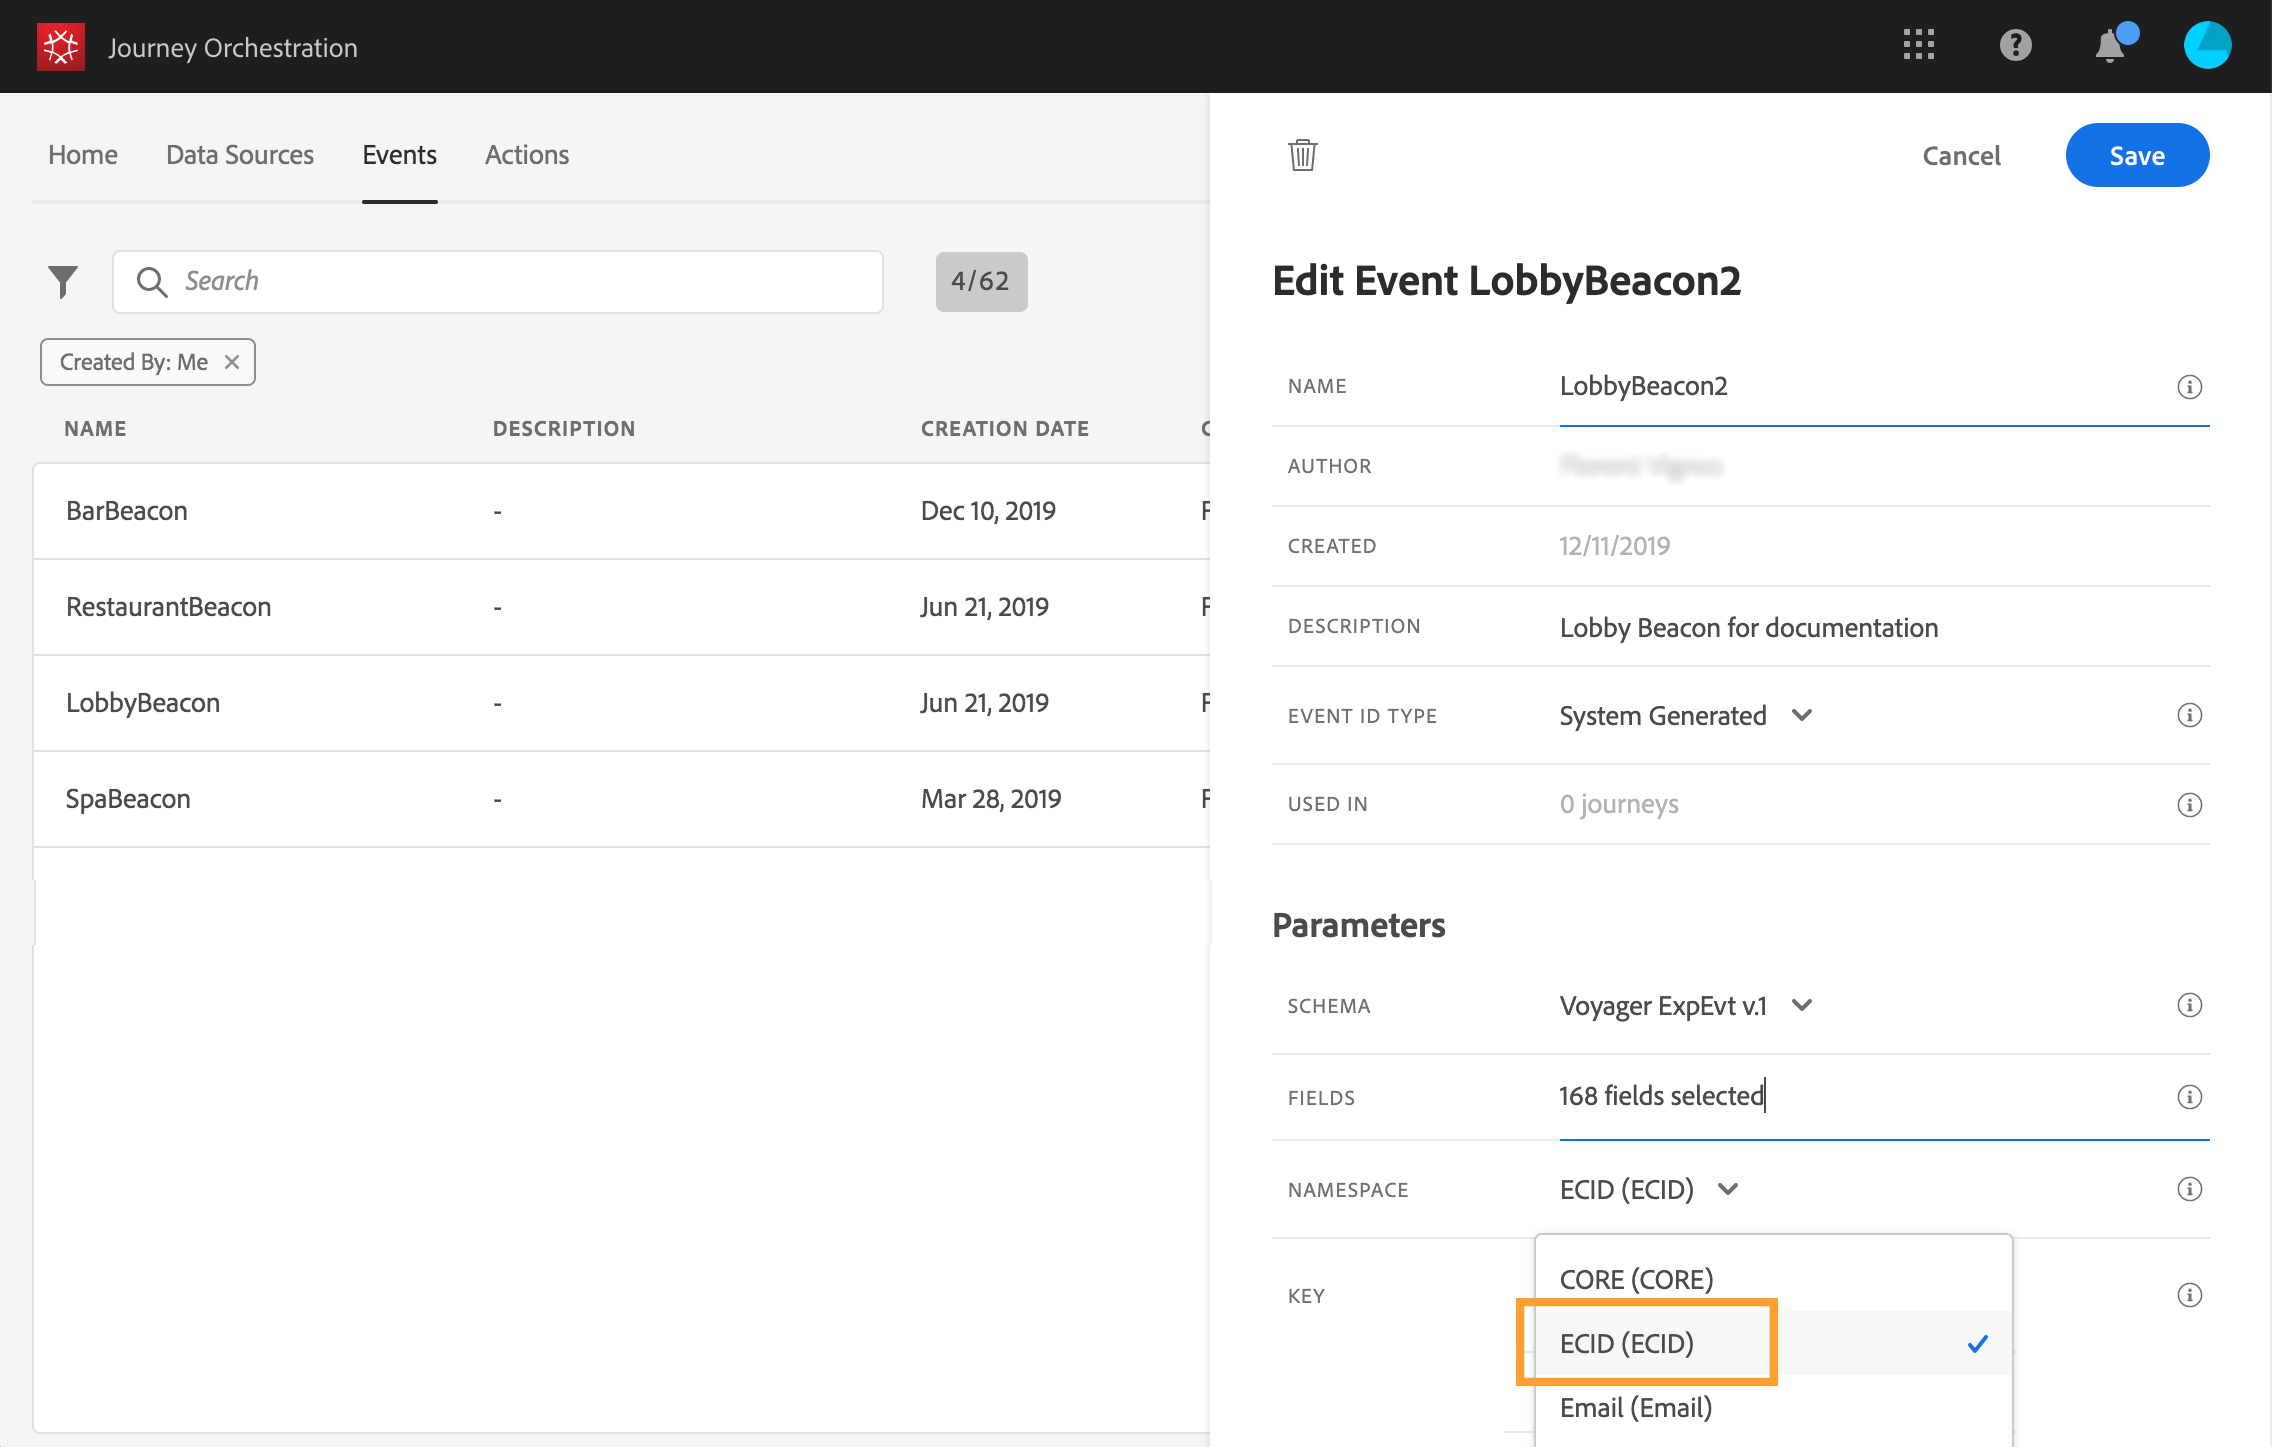 Journey Orchestration
Home Data Sources Events Actions
Search
4/62
Created By: Me
NAME DESCRIPTION CREATION DATE
BarBeacon - Dec 10, 2019
RestaurantBeacon - Jun 21, 2019
LobbyBeacon - Jun 21, 2019
SpaBeacon - Mar 28, 2019
Cancel Save
Edit Event LobbyBeacon2
NAME LobbyBeacon2
AUTHOR
CREATED 12/11/2019
DESCRIPTION Lobby Beacon for documentation
EVENT ID TYPE System Generated
USED IN 0 journeys
Parameters
SCHEMA Voyager ExpEvt v.1
FIELDS 168 fields selected
NAMESPACE ECID (ECID)
KEY
CORE (CORE)
ECID (ECID)
Email (Email)